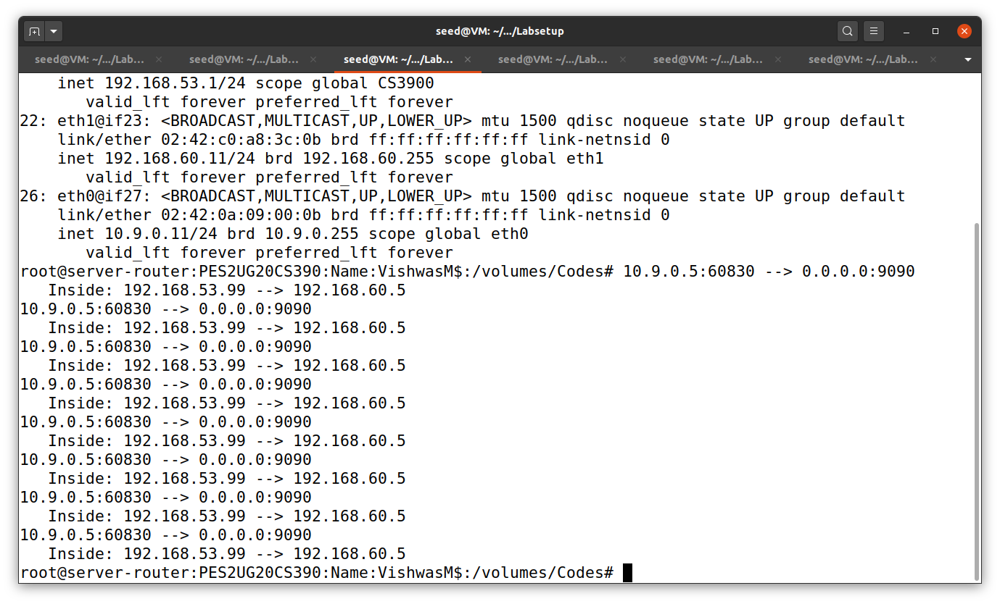 seed@VM: ~/.../Labsetup
seed@VM: ~/.../Lab... seed@VM: ~/.../Lab... seed@VM: ~/.../Lab... seed@VM: ~/.../Lab... seed@VM: ~/.../Lab... seed@VM: ~/.../Lab...
    inet 192.168.53.1/24 scope global CS3900
       valid_lft forever preferred_lft forever
22: eth1@if23: <BROADCAST,MULTICAST,UP,LOWER_UP> mtu 1500 qdisc noqueue state UP group default
    link/ether 02:42:c0:a8:3c:0b brd ff:ff:ff:ff:ff:ff link-netnsid 0
    inet 192.168.60.11/24 brd 192.168.60.255 scope global eth1
       valid_lft forever preferred_lft forever
26: eth0@if27: <BROADCAST,MULTICAST,UP,LOWER_UP> mtu 1500 qdisc noqueue state UP group default
    link/ether 02:42:0a:09:00:0b brd ff:ff:ff:ff:ff:ff link-netnsid 0
    inet 10.9.0.11/24 brd 10.9.0.255 scope global eth0
       valid_lft forever preferred_lft forever
root@server-router:PES2UG20CS390:Name:VishwasM$:/volumes/Codes# 10.9.0.5:60830 --> 0.0.0.0:9090
   Inside: 192.168.53.99 --> 192.168.60.5
10.9.0.5:60830 --> 0.0.0.0:9090
   Inside: 192.168.53.99 --> 192.168.60.5
10.9.0.5:60830 --> 0.0.0.0:9090
   Inside: 192.168.53.99 --> 192.168.60.5
10.9.0.5:60830 --> 0.0.0.0:9090
   Inside: 192.168.53.99 --> 192.168.60.5
10.9.0.5:60830 --> 0.0.0.0:9090
   Inside: 192.168.53.99 --> 192.168.60.5
10.9.0.5:60830 --> 0.0.0.0:9090
   Inside: 192.168.53.99 --> 192.168.60.5
10.9.0.5:60830 --> 0.0.0.0:9090
   Inside: 192.168.53.99 --> 192.168.60.5
10.9.0.5:60830 --> 0.0.0.0:9090
   Inside: 192.168.53.99 --> 192.168.60.5
root@server-router:PES2UG20CS390:Name:VishwasM$:/volumes/Codes#